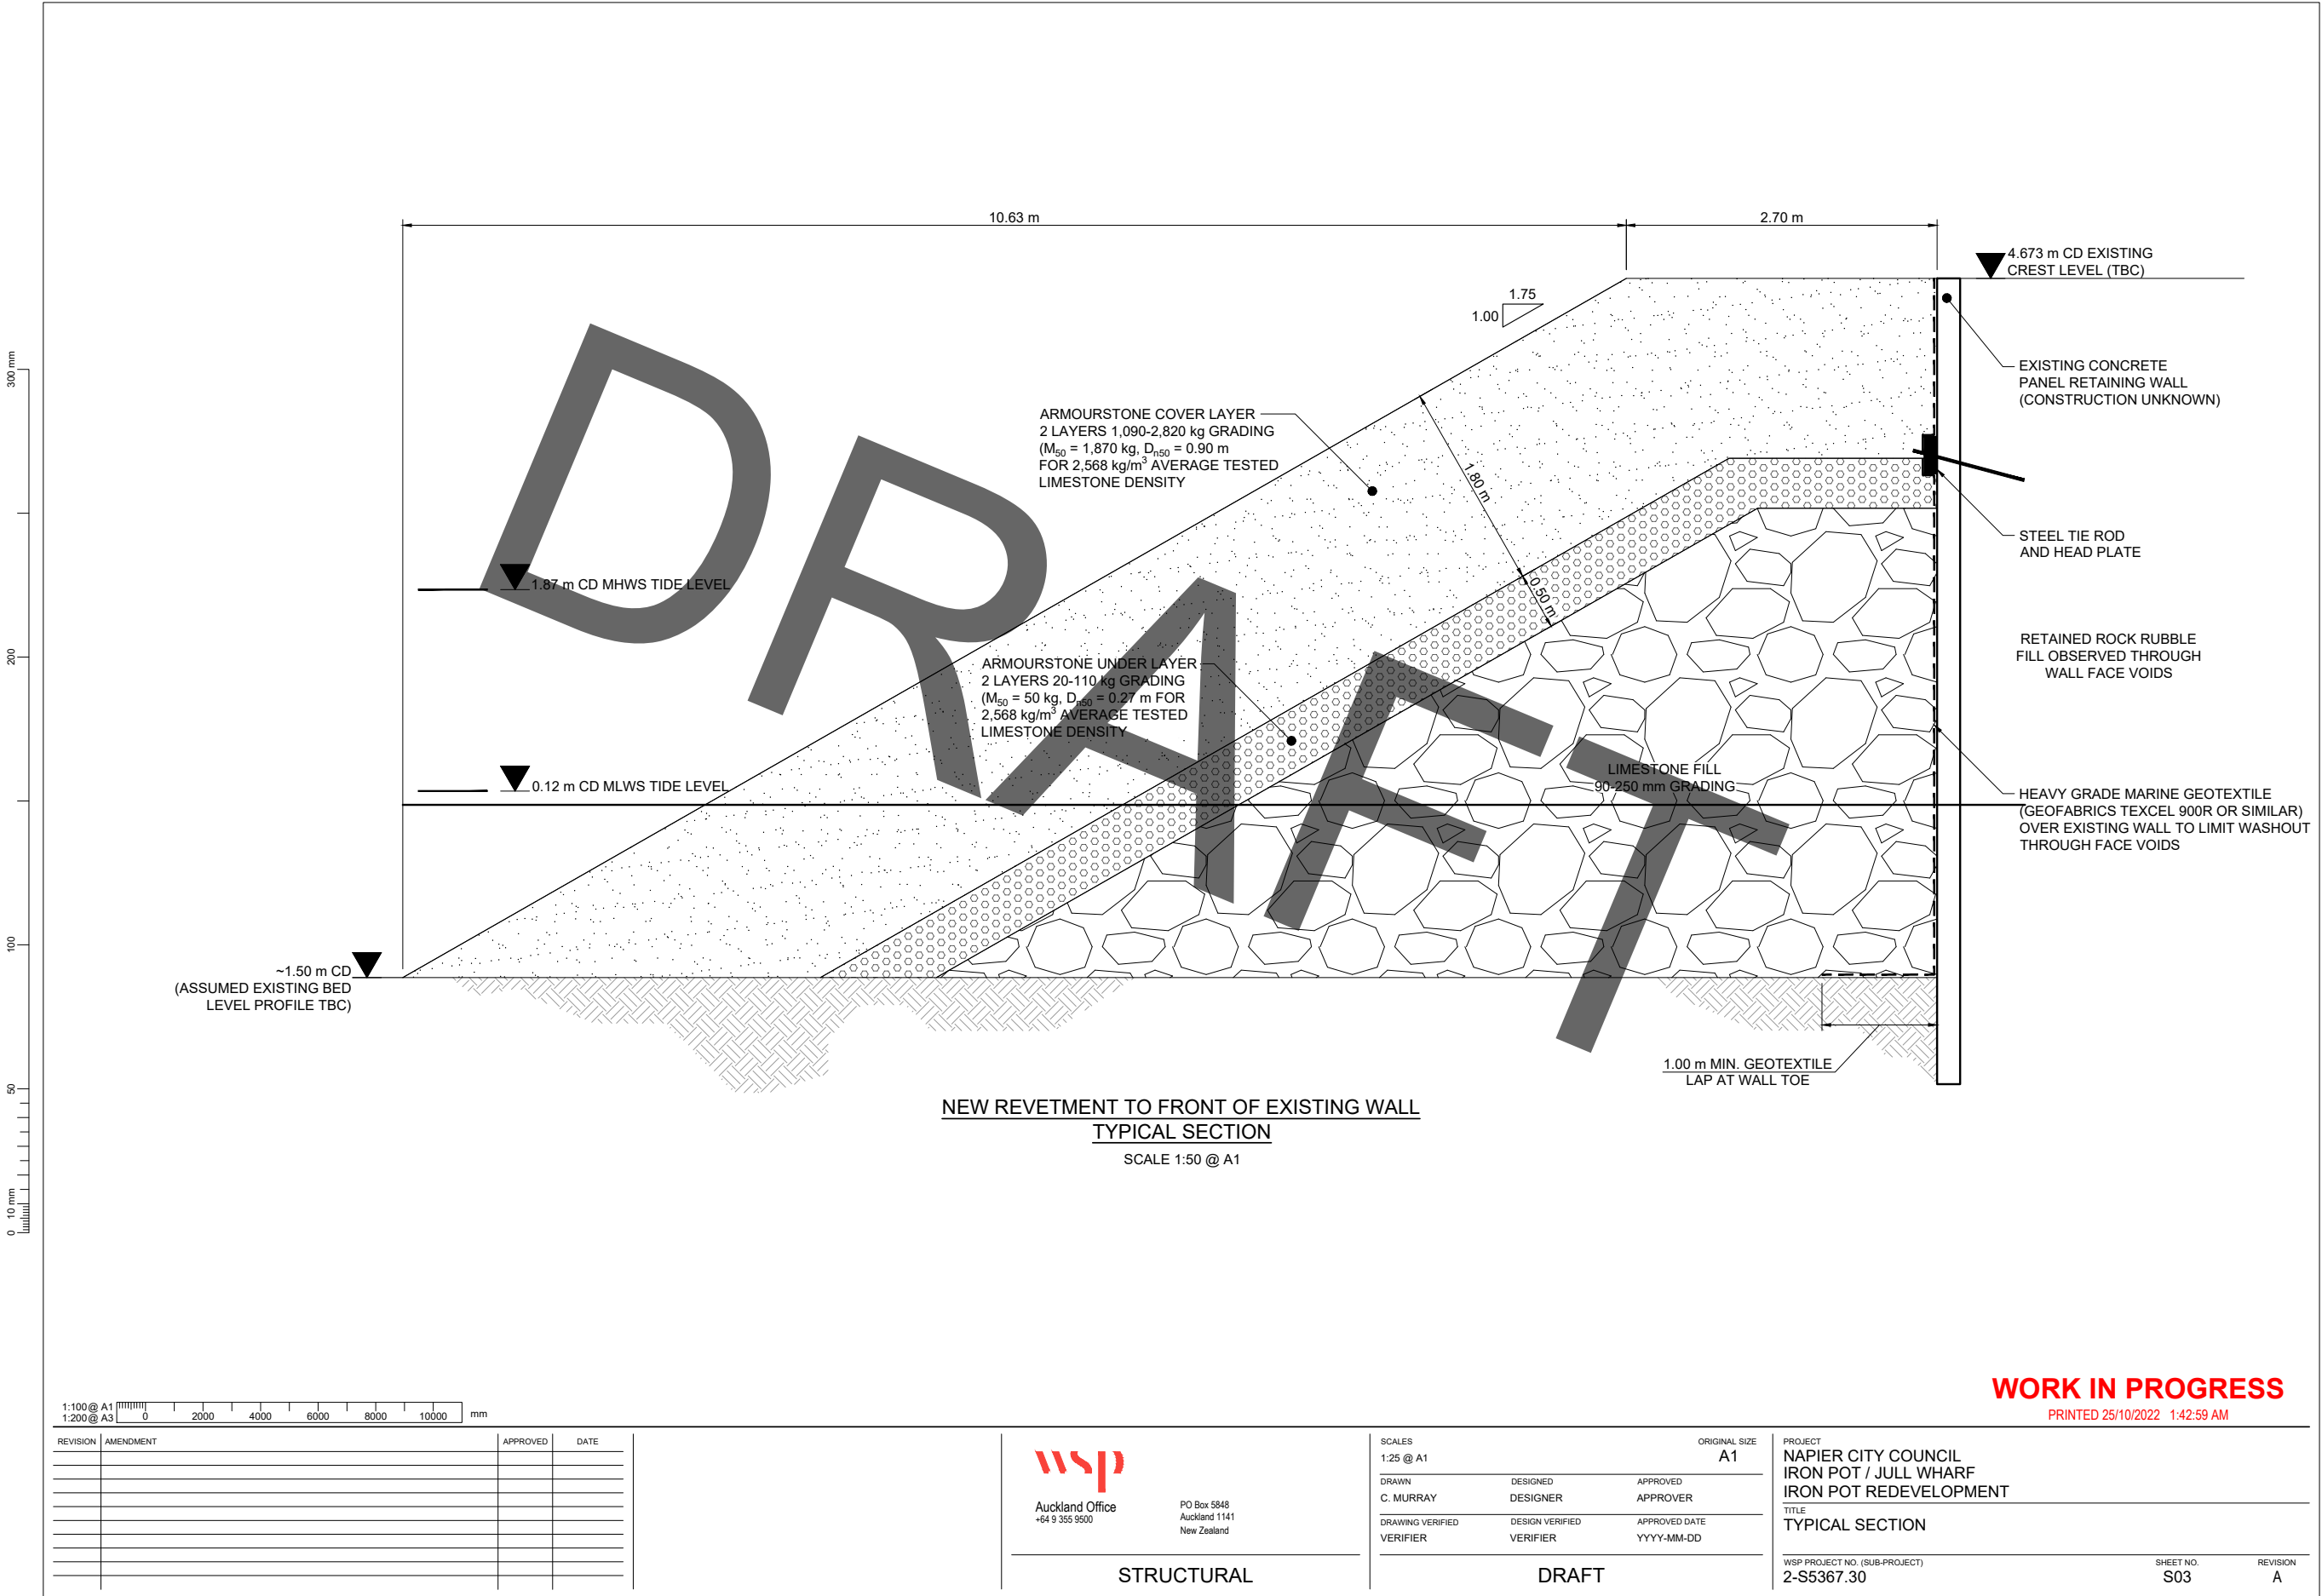 10.63 m
2.70 m
4.673 m CD EXISTING
CREST LEVEL (TBC)
1.75
1.00
EXISTING CONCRETE
PANEL RETAINING WALL
(CONSTRUCTION UNKNOWN)
ARMOURSTONE COVER LAYER
2 LAYERS 1,090-2,820 kg GRADING
(M50 = 1,870 kg, Dn50 = 0.90 m
FOR 2,568 kg/m³ AVERAGE TESTED
LIMESTONE DENSITY
1.80 m
0.50 m
STEEL TIE ROD
AND HEAD PLATE
1.87 m CD MHWS TIDE LEVEL
RETAINED ROCK RUBBLE
FILL OBSERVED THROUGH
WALL FACE VOIDS
ARMOURSTONE UNDER LAYER
2 LAYERS 20-110 kg GRADING
(M50 = 50 kg, Dn50 = 0.27 m FOR
2,568 kg/m³ AVERAGE TESTED
LIMESTONE DENSITY
DRAFT
0.12 m CD MLWS TIDE LEVEL
LIMESTONE FILL
90-250 mm GRADING
HEAVY GRADE MARINE GEOTEXTILE
(GEOFABRICS TEXCEL 900R OR SIMILAR)
OVER EXISTING WALL TO LIMIT WASHOUT
THROUGH FACE VOIDS
~1.50 m CD
(ASSUMED EXISTING BED
LEVEL PROFILE TBC)
1.00 m MIN. GEOTEXTILE
LAP AT WALL TOE
NEW REVETMENT TO FRONT OF EXISTING WALL
TYPICAL SECTION
SCALE 1:50 @ A1
300 mm
200
100
50
10 mm
0
WORK IN PROGRESS
PRINTED 25/10/2022 1:42:59 AM
1:100@ A1
1:200@ A3
0 2000 4000 6000 8000 10000 mm
REVISION AMENDMENT APPROVED DATE
wsp
Auckland Office
+64 9 355 9500
PO Box 5848
Auckland 1141
New Zealand
STRUCTURAL
SCALES
1:25 @ A1
ORIGINAL SIZE
A1
DRAWN DESIGNED APPROVED
C. MURRAY DESIGNER APPROVER
DRAWING VERIFIED DESIGN VERIFIED APPROVED DATE
VERIFIER VERIFIER YYYY-MM-DD
DRAFT
PROJECT
NAPIER CITY COUNCIL
IRON POT / JULL WHARF
IRON POT REDEVELOPMENT
TITLE
TYPICAL SECTION
WSP PROJECT NO. (SUB-PROJECT) SHEET NO. REVISION
2-S5367.30 S03 A